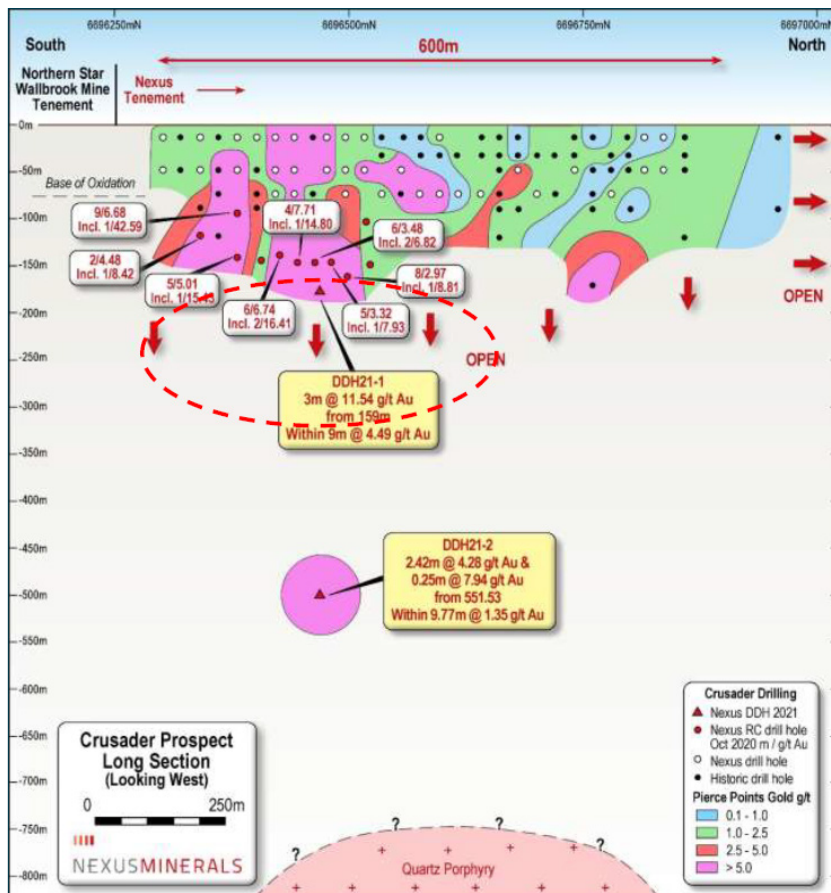 6696250mN
6696500mN
6696750mN
6697000mN
South
600m
North
Northern Star
Wallbrook Mine
Tenement
Nexus
Tenement
0m
-50m
Base of Oxidation
-100m
-150m
-200m
-250m
-300m
-350m
-400m
-450m
-500m
-550m
-600m
-650m
-700m
-750m
-800m
9/6.68
Incl. 1/42.59
4/7.71
Incl. 1/14.80
6/3.48
Incl. 2/6.82
2/4.48
Incl. 1/8.42
5/5.01
Incl. 1/15.43
6/6.74
Incl. 2/16.41
5/3.32
Incl. 1/7.93
8/2.97
Incl. 1/8.81
OPEN
OPEN
DDH21-1
3m @ 11.54 g/t Au
from 159m
Within 9m @ 4.49 g/t Au
DDH21-2
2.42m @ 4.28 g/t Au &
0.25m @ 7.94 g/t Au
from 551.53
Within 9.77m @ 1.35 g/t Au
Crusader Prospect
Long Section
(Looking West)
0 250m
NEXUSMINERALS
? ? ? ? ?
Quartz Porphyry
Crusader Drilling
Nexus DDH 2021
Nexus RC drill hole
Oct 2020 m / g/t Au
Nexus drill hole
Historic drill hole
Pierce Points Gold g/t
0.1 - 1.0
1.0 - 2.5
2.5 - 5.0
> 5.0